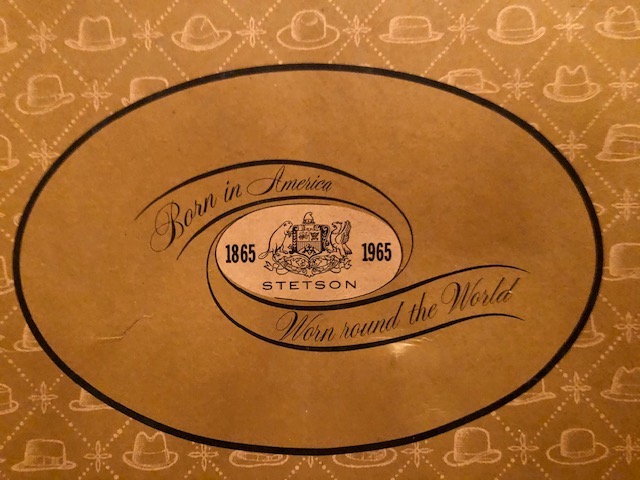 Born in America
1865 1965
STETSON
Worn round the World